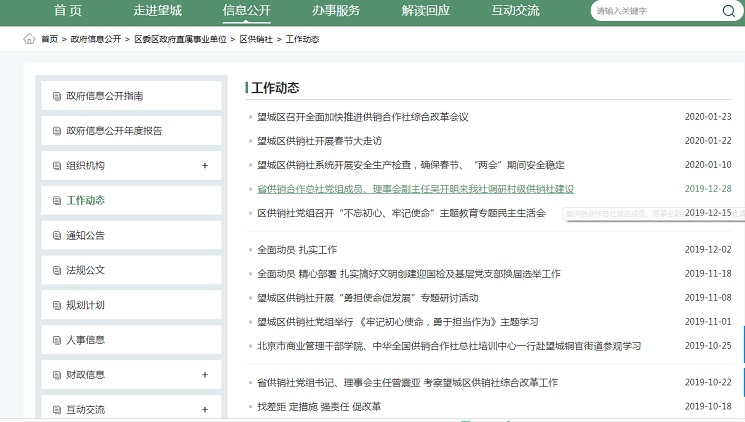 首 页 走进望城 信息公开 办事服务 解读回应 互动交流 请输入关键字
首页 > 政府信息公开 > 区委区政府直属事业单位 > 区供销社 > 工作动态
政府信息公开指南
政府信息公开年度报告
组织机构 +
工作动态
通知公告
法规公文
规划计划
人事信息
财政信息 +
互动交流 +
工作动态
望城区召开全面加快推进供销合作社综合改革会议 2020-01-23
望城区供销社开展春节大走访 2020-01-22
望城区供销社系统开展安全生产检查，确保春节、“两会”期间安全稳定 2020-01-10
省供销合作总社党组成员、理事会副主任吴开明来我社调研村级供销社建设 2019-12-28
区供销社党组召开“不忘初心、牢记使命”主题教育专题民主生活会 2019-12-15
全面动员 扎实工作 2019-12-02
全面动员 精心部署 扎实搞好文明创建迎国检及基层党支部换届选举工作 2019-11-18
望城区供销社开展“勇担使命促发展”专题研讨活动 2019-11-08
望城区供销社党组举行 《牢记初心使命，勇于担当作为》主题学习 2019-11-01
北京市商业管理干部学院、中华全国供销合作社总社培训中心一行赴望城铜官街道参观学习 2019-10-25
省供销社党组书记、理事会主任曾震亚 考察望城区供销社综合改革工作 2019-10-22
找差距 定措施 强责任 促改革 2019-10-18